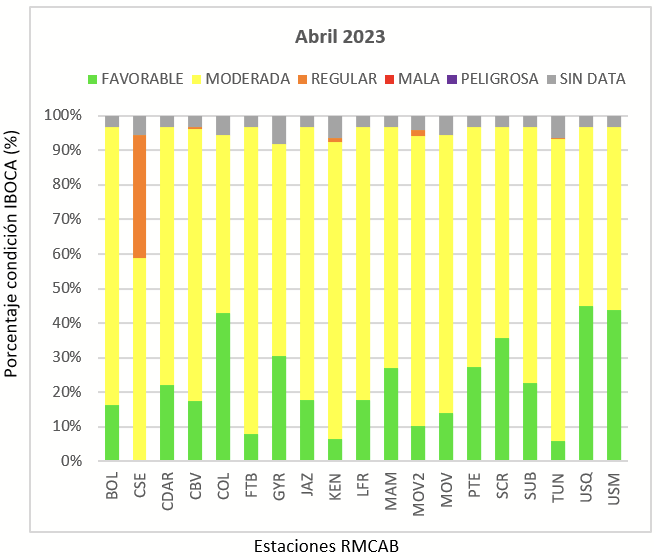 Abril 2023
FAVORABLE MODERADA REGULAR MALA PELIGROSA SIN DATA
Porcentaje condición IBOCA (%)
100%
90%
80%
70%
60%
50%
40%
30%
20%
10%
0%
BOL CSE CDAR CBV COL FTB GYR JAZ KEN LFR MAM MOV2 MOV PTE SCR SUB TUN USQ USM
Estaciones RMCAB